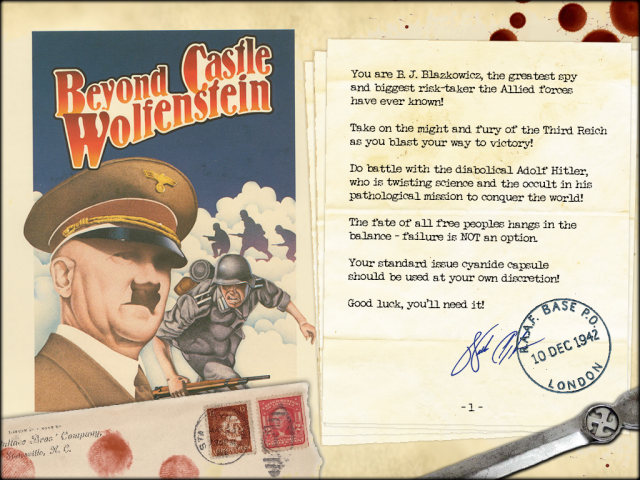 Beyond Castle
Wolfenstein
You are B. J. Blazkowicz, the greatest spy
and biggest risk-taker the Allied forces
have ever known!
Take on the might and fury of the Third Reich
as you blast your way to victory!
Do battle with the diabolical Adolf Hitler,
who is twisting science and the occult in his
pathological mission to conquer the world!
The fate of all free peoples hangs in the
balance - failure is NOT an option.
Your standard issue cyanide capsule
should be used at your own discretion!
Good luck, you'll need it!
BASE P.O.
10 DEC 1942
LONDON
- 1 -
Bros' Company,
N. C.